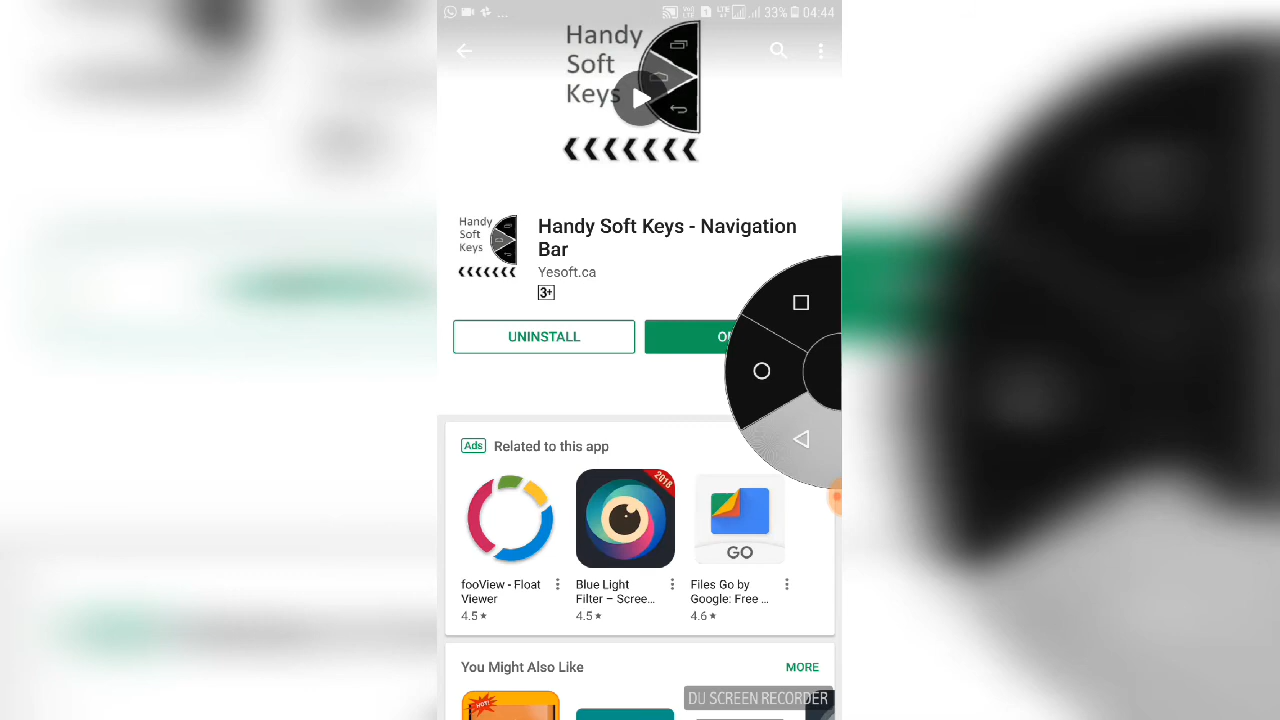 ... 33% 04:44
Handy
Soft
Keys
Handy Soft Keys - Navigation
Bar
Handy
Soft
Keys
Yesoft.ca
3+
UNINSTALL
Ads Related to this app
2018
GO
fooView - Float
Viewer
4.5★
Blue Light
Filter – Scree...
4.5★
Files Go by
Google: Free ...
4.6★
You Might Also Like
MORE
HOT!
DU SCREEN RECORDER